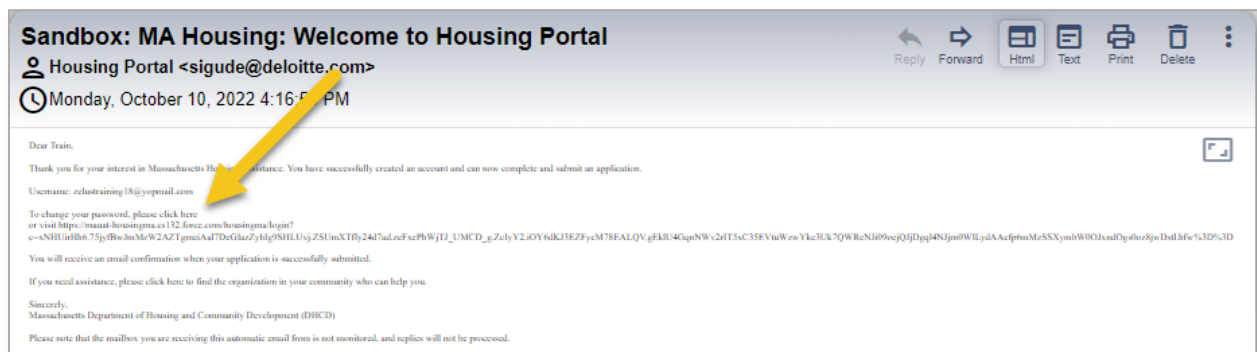 Sandbox: MA Housing: Welcome to Housing Portal
Housing Portal <sigude@deloitte.com>
Monday, October 10, 2022 4:16:5 PM
Reply Forward Html Text Print Delete
Dear Train,
Thank you for your interest in Massachusetts Housing Assistance. You have successfully created an account and can now complete and submit an application.
Username: zelustraining18@yopmail.com
To change your password, please click here
or visit https://mauat-housingma.cs132.force.com/housingma/login?
You will receive an email confirmation when your application is successfully submitted.
If you need assistance, please click here to find the organization in your community who can help you.
Sincerely,
Massachusetts Department of Housing and Community Development (DHCD)
Please note that the mailbox you are receiving this automatic email from is not monitored, and replies will not be processed.